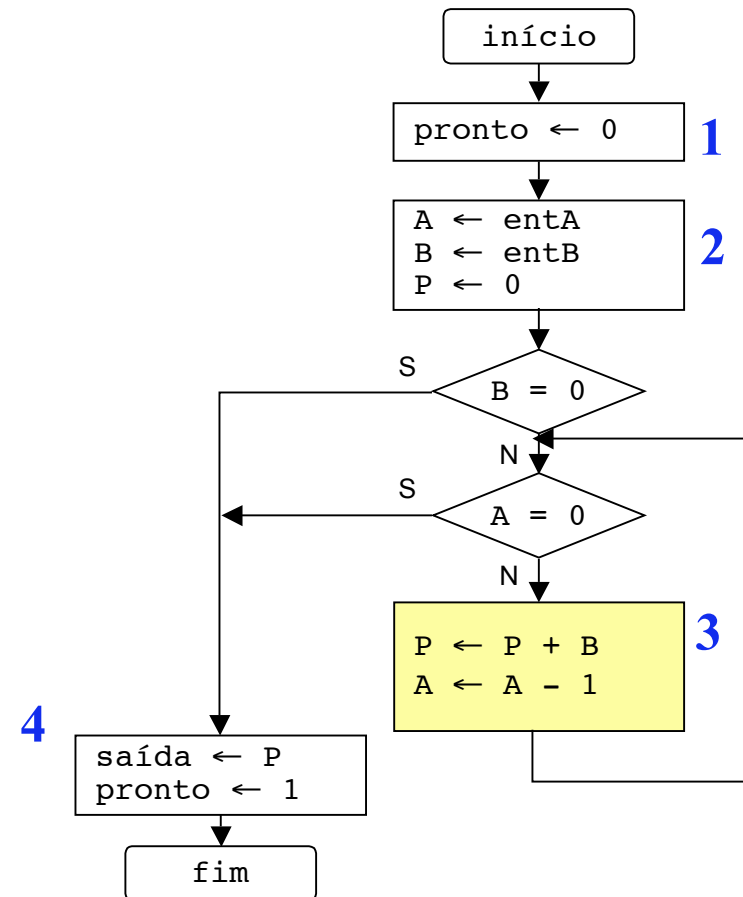 início
pronto ← 0
1
A ← entA
B ← entB
P ← 0
2
S
B = 0
N
S
A = 0
N
P ← P + B
A ← A - 1
3
4
saída ← P
pronto ← 1
fim